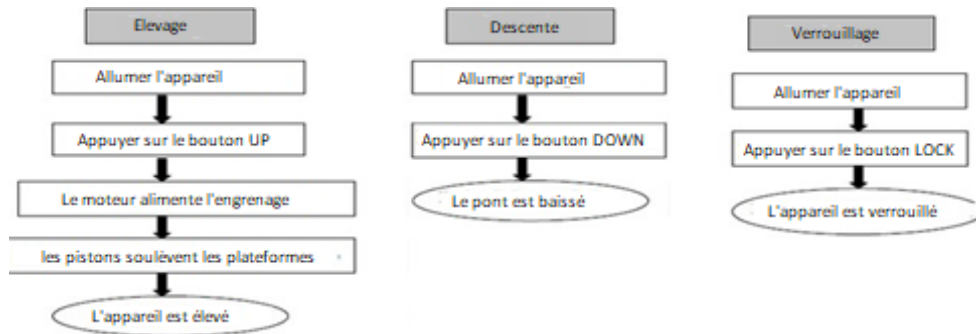 Elevage
Allumer l'appareil
Appuyer sur le bouton UP
Le moteur alimente l'engrenage
les pistons soulèvent les plateformes
L'appareil est élevé
Descente
Allumer l'appareil
Appuyer sur le bouton DOWN
Le pont est baissé
Verrouillage
Allumer l'appareil
Appuyer sur le bouton LOCK
L'appareil est verrouillé